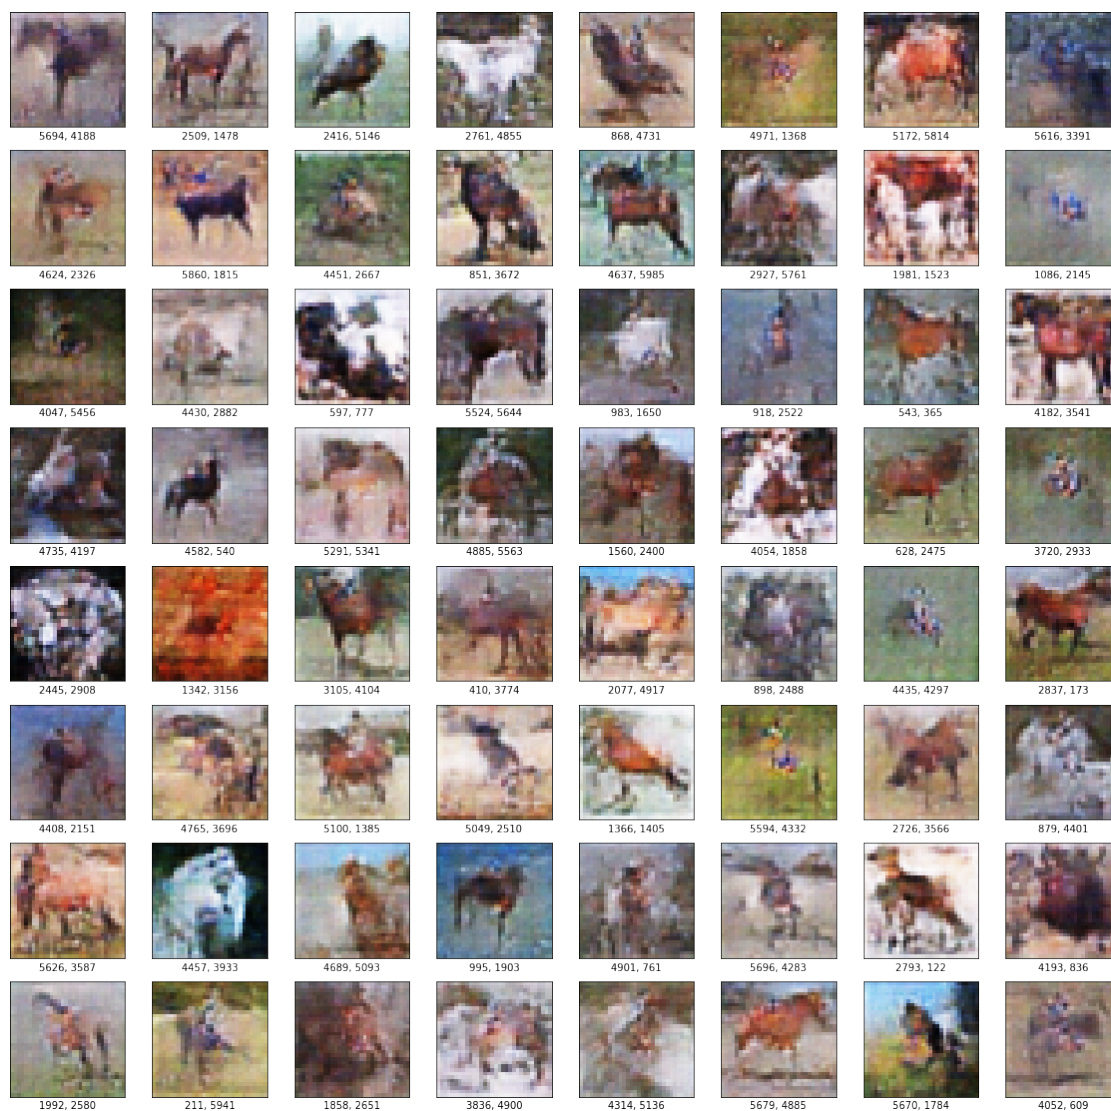 5694, 4188 2509, 1478 2416, 5146 2761, 4855 868, 4731 4971, 1368 5172, 5814 5616, 3391
4624, 2326 5860, 1815 4451, 2667 851, 3672 4637, 5985 2927, 5761 1981, 1523 1086, 2145
4047, 5456 4430, 2882 597, 777 5524, 5644 983, 1650 918, 2522 543, 365 4182, 3541
4735, 4197 4582, 540 5291, 5341 4885, 5563 1560, 2400 4054, 1858 628, 2475 3720, 2933
2445, 2908 1342, 3156 3105, 4104 410, 3774 2077, 4917 898, 2488 4435, 4297 2837, 173
4408, 2151 4765, 3696 5100, 1385 5049, 2510 1366, 1405 5594, 4332 2726, 3566 879, 4401
5626, 3587 4457, 3933 4689, 5093 995, 1903 4901, 761 5696, 4283 2793, 122 4193, 836
1992, 2580 211, 5941 1858, 2651 3836, 4900 4314, 5136 5679, 4885 5670, 1784 4052, 609